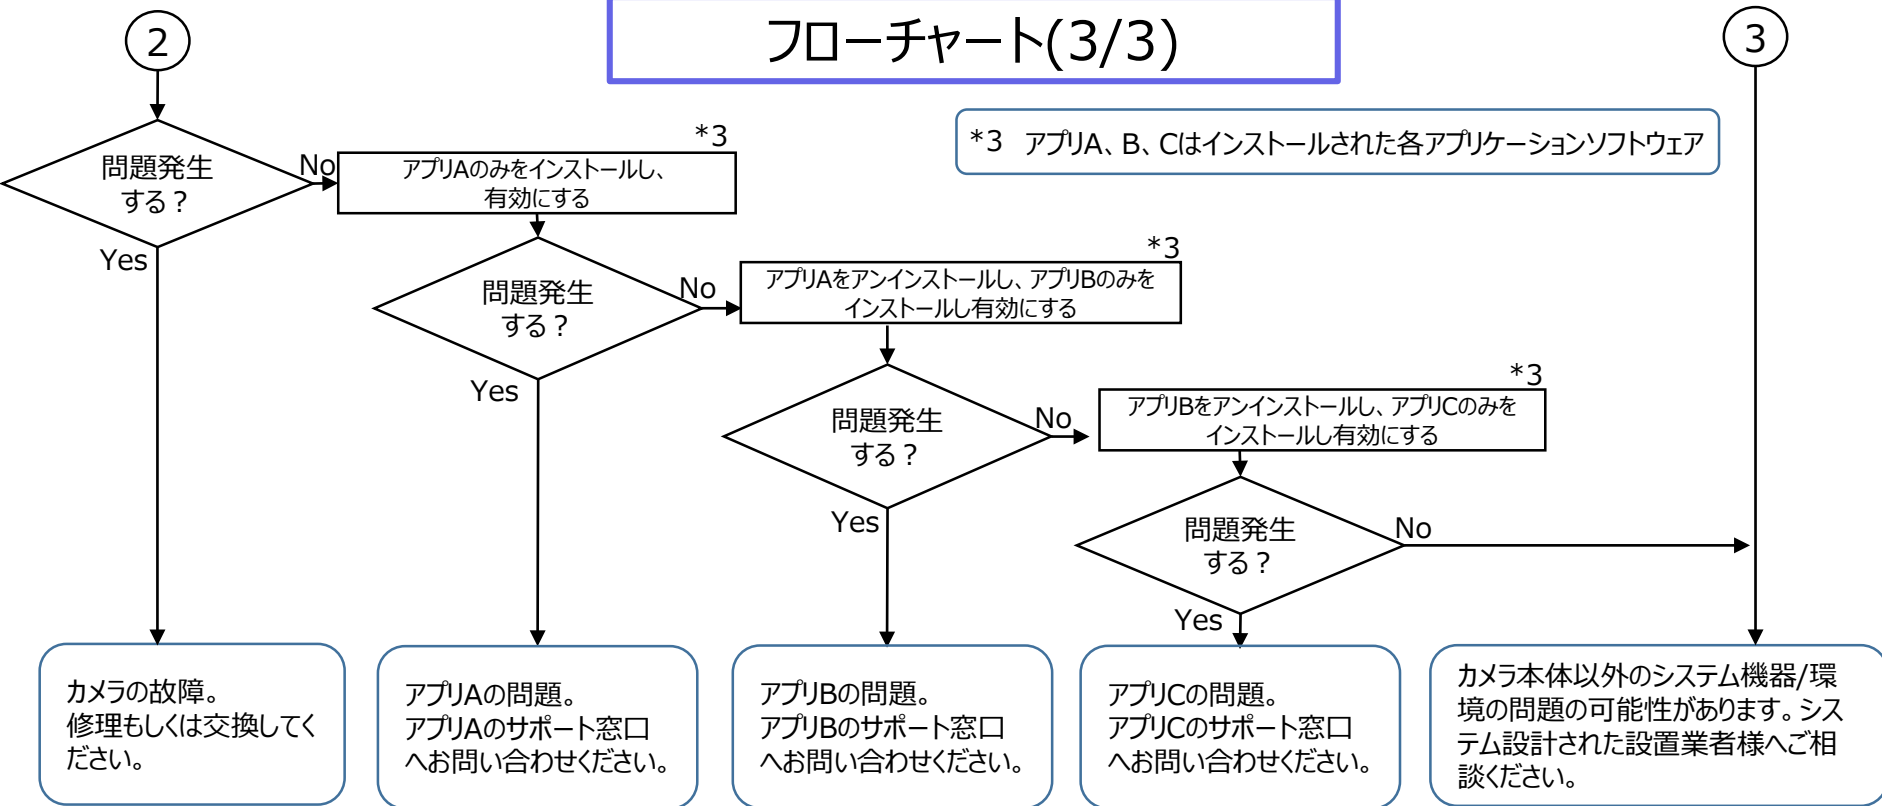 フローチャート(3/3)
2
3
*3 アプリA、B、Cはインストールされた各アプリケーションソフトウェア
問題発生
する？
No
Yes
*3
アプリAのみをインストールし、
有効にする
問題発生
する？
No
Yes
*3
アプリAをアンインストールし、アプリBのみを
インストールし有効にする
問題発生
する？
No
Yes
*3
アプリBをアンインストールし、アプリCのみを
インストールし有効にする
問題発生
する？
No
Yes
カメラの故障。
修理もしくは交換してく
ださい。
アプリAの問題。
アプリAのサポート窓口
へお問い合わせください。
アプリBの問題。
アプリBのサポート窓口
へお問い合わせください。
アプリCの問題。
アプリCのサポート窓口
へお問い合わせください。
カメラ本体以外のシステム機器/環
境の問題の可能性があります。シス
テム設計された設置業者様へご相
談ください。